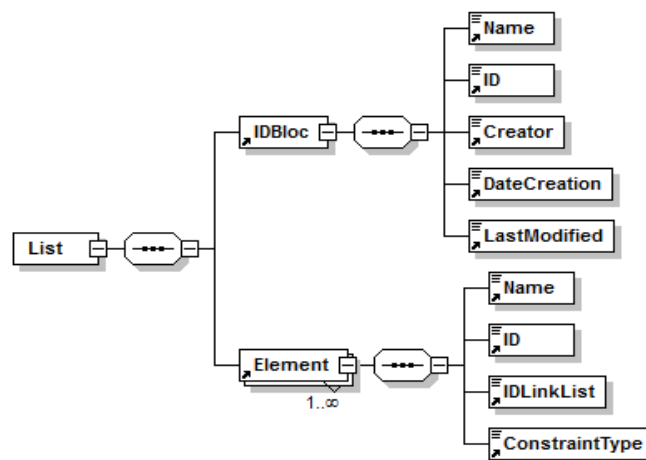 List
IDBloc
Name
ID
Creator
DateCreation
LastModified
Element
1..∞
Name
ID
IDLinkList
ConstraintType